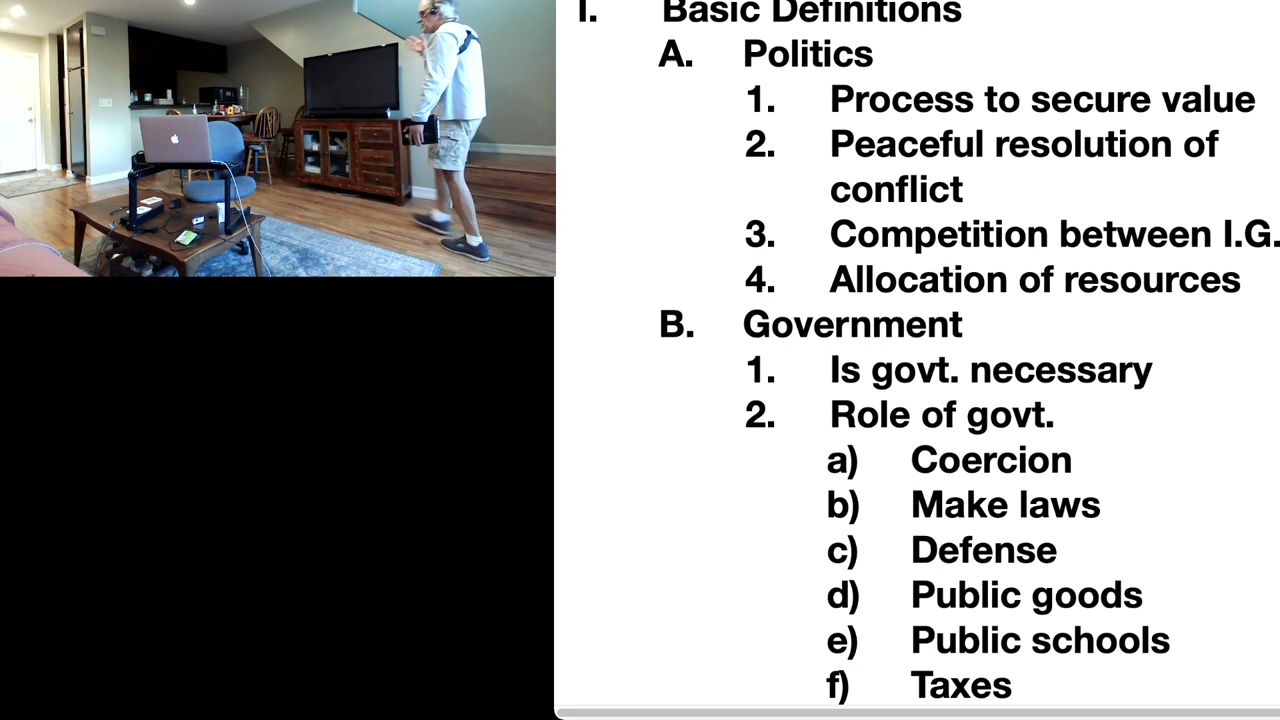 I. Basic Definitions
A. Politics
1. Process to secure value
2. Peaceful resolution of
conflict
3. Competition between I.G.
4. Allocation of resources
B. Government
1. Is govt. necessary
2. Role of govt.
a) Coercion
b) Make laws
c) Defense
d) Public goods
e) Public schools
f) Taxes